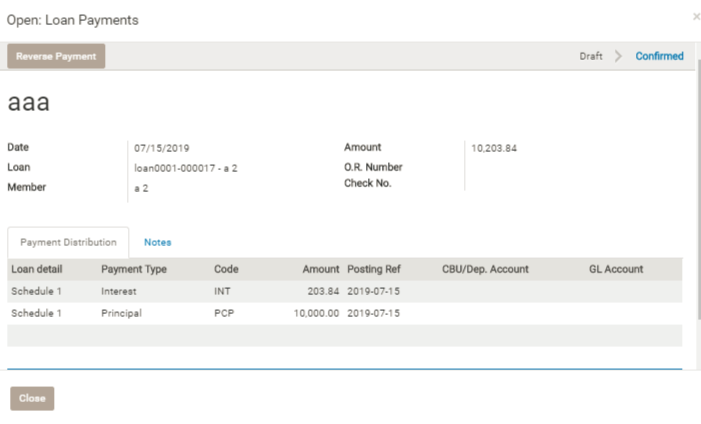 Open: Loan Payments ×
Reverse Payment Draft Confirmed
aaa
Date 07/15/2019 Amount 10,203.84
Loan loan0001-000017 - a 2 O.R. Number
Member a 2 Check No.
Payment Distribution Notes
Loan detail Payment Type Code Amount Posting Ref CBU/Dep. Account GL Account
Schedule 1 Interest INT 203.84 2019-07-15
Schedule 1 Principal PCP 10,000.00 2019-07-15
Close